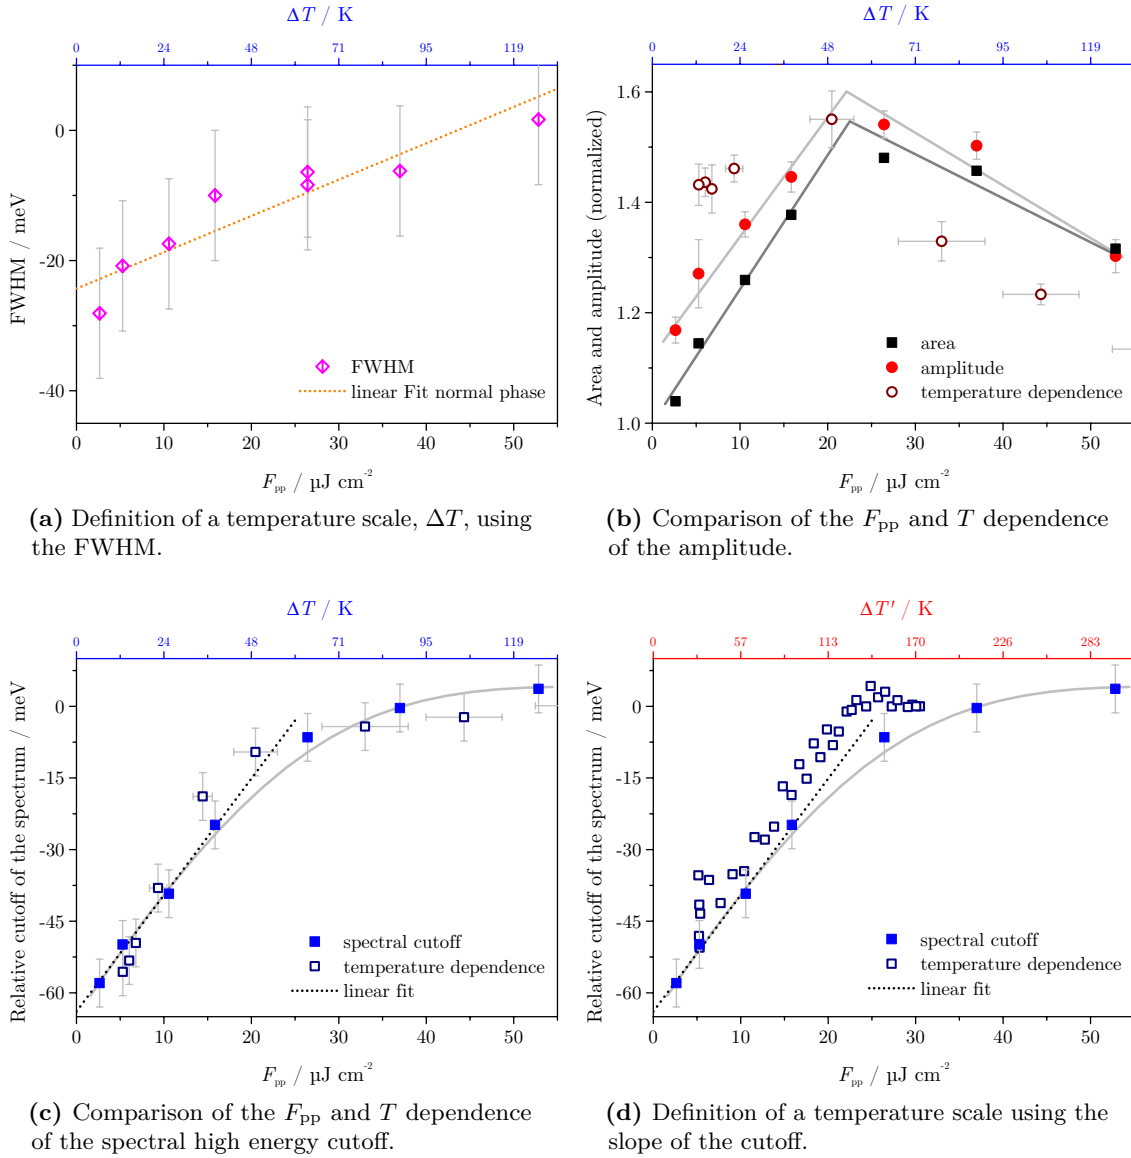 ΔT / K
0 24 48 71 95 119
FWHM / meV
0
-20
-40
FWHM
linear Fit normal phase
0 10 20 30 40 50
Fpp / µJ cm-2
(a) Definition of a temperature scale, ΔT, using
the FWHM.
ΔT / K
0 24 48 71 95 119
Area and amplitude (normalized)
1.6
1.4
1.2
1.0
area
amplitude
temperature dependence
0 10 20 30 40 50
Fpp / µJ cm-2
(b) Comparison of the Fpp and T dependence
of the amplitude.
ΔT / K
0 24 48 71 95 119
Relative cutoff of the spectrum / meV
0
-15
-30
-45
-60
spectral cutoff
temperature dependence
linear fit
0 10 20 30 40 50
Fpp / µJ cm-2
(c) Comparison of the Fpp and T dependence
of the spectral high energy cutoff.
ΔT′ / K
0 57 113 170 226 283
Relative cutoff of the spectrum / meV
0
-15
-30
-45
-60
spectral cutoff
temperature dependence
linear fit
0 10 20 30 40 50
Fpp / µJ cm-2
(d) Definition of a temperature scale using the
slope of the cutoff.